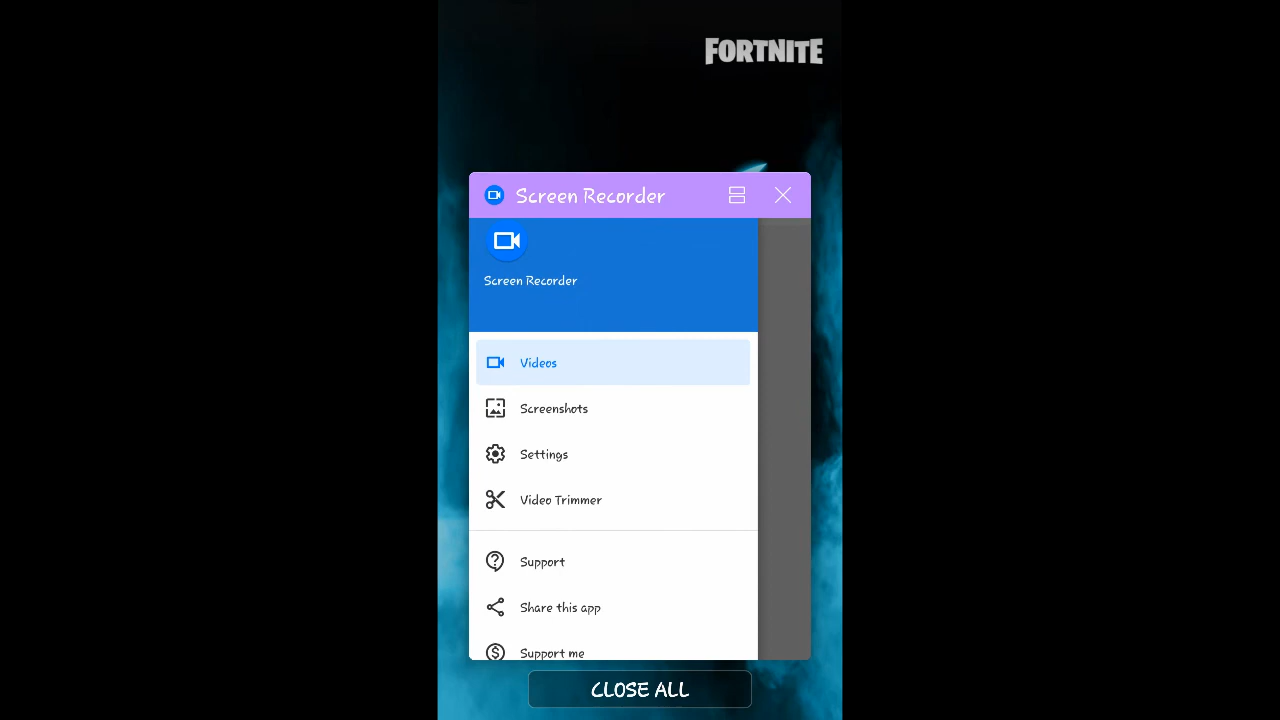 FORTNITE
Screen Recorder
Screen Recorder
Videos
Screenshots
Settings
Video Trimmer
Support
Share this app
Support me
CLOSE ALL